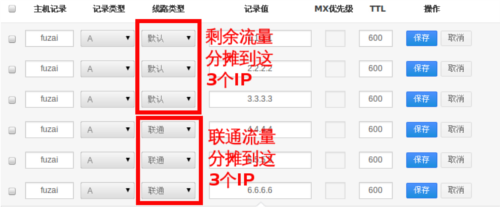 主机记录 记录类型 线路类型 记录值 MX优先级 TTL 操作
fuzai A 默认 600 保存 取消
剩余流量
分摊到这
3个IP
fuzai A 默认 2.2.2.2 600 保存 取消
fuzai A 默认 3.3.3.3 600 保存 取消
fuzai A 联通 600 保存 取消
联通流量
分摊到这
3个IP
fuzai A 联通 600 保存 取消
fuzai A 联通 6.6.6.6 600 保存 取消